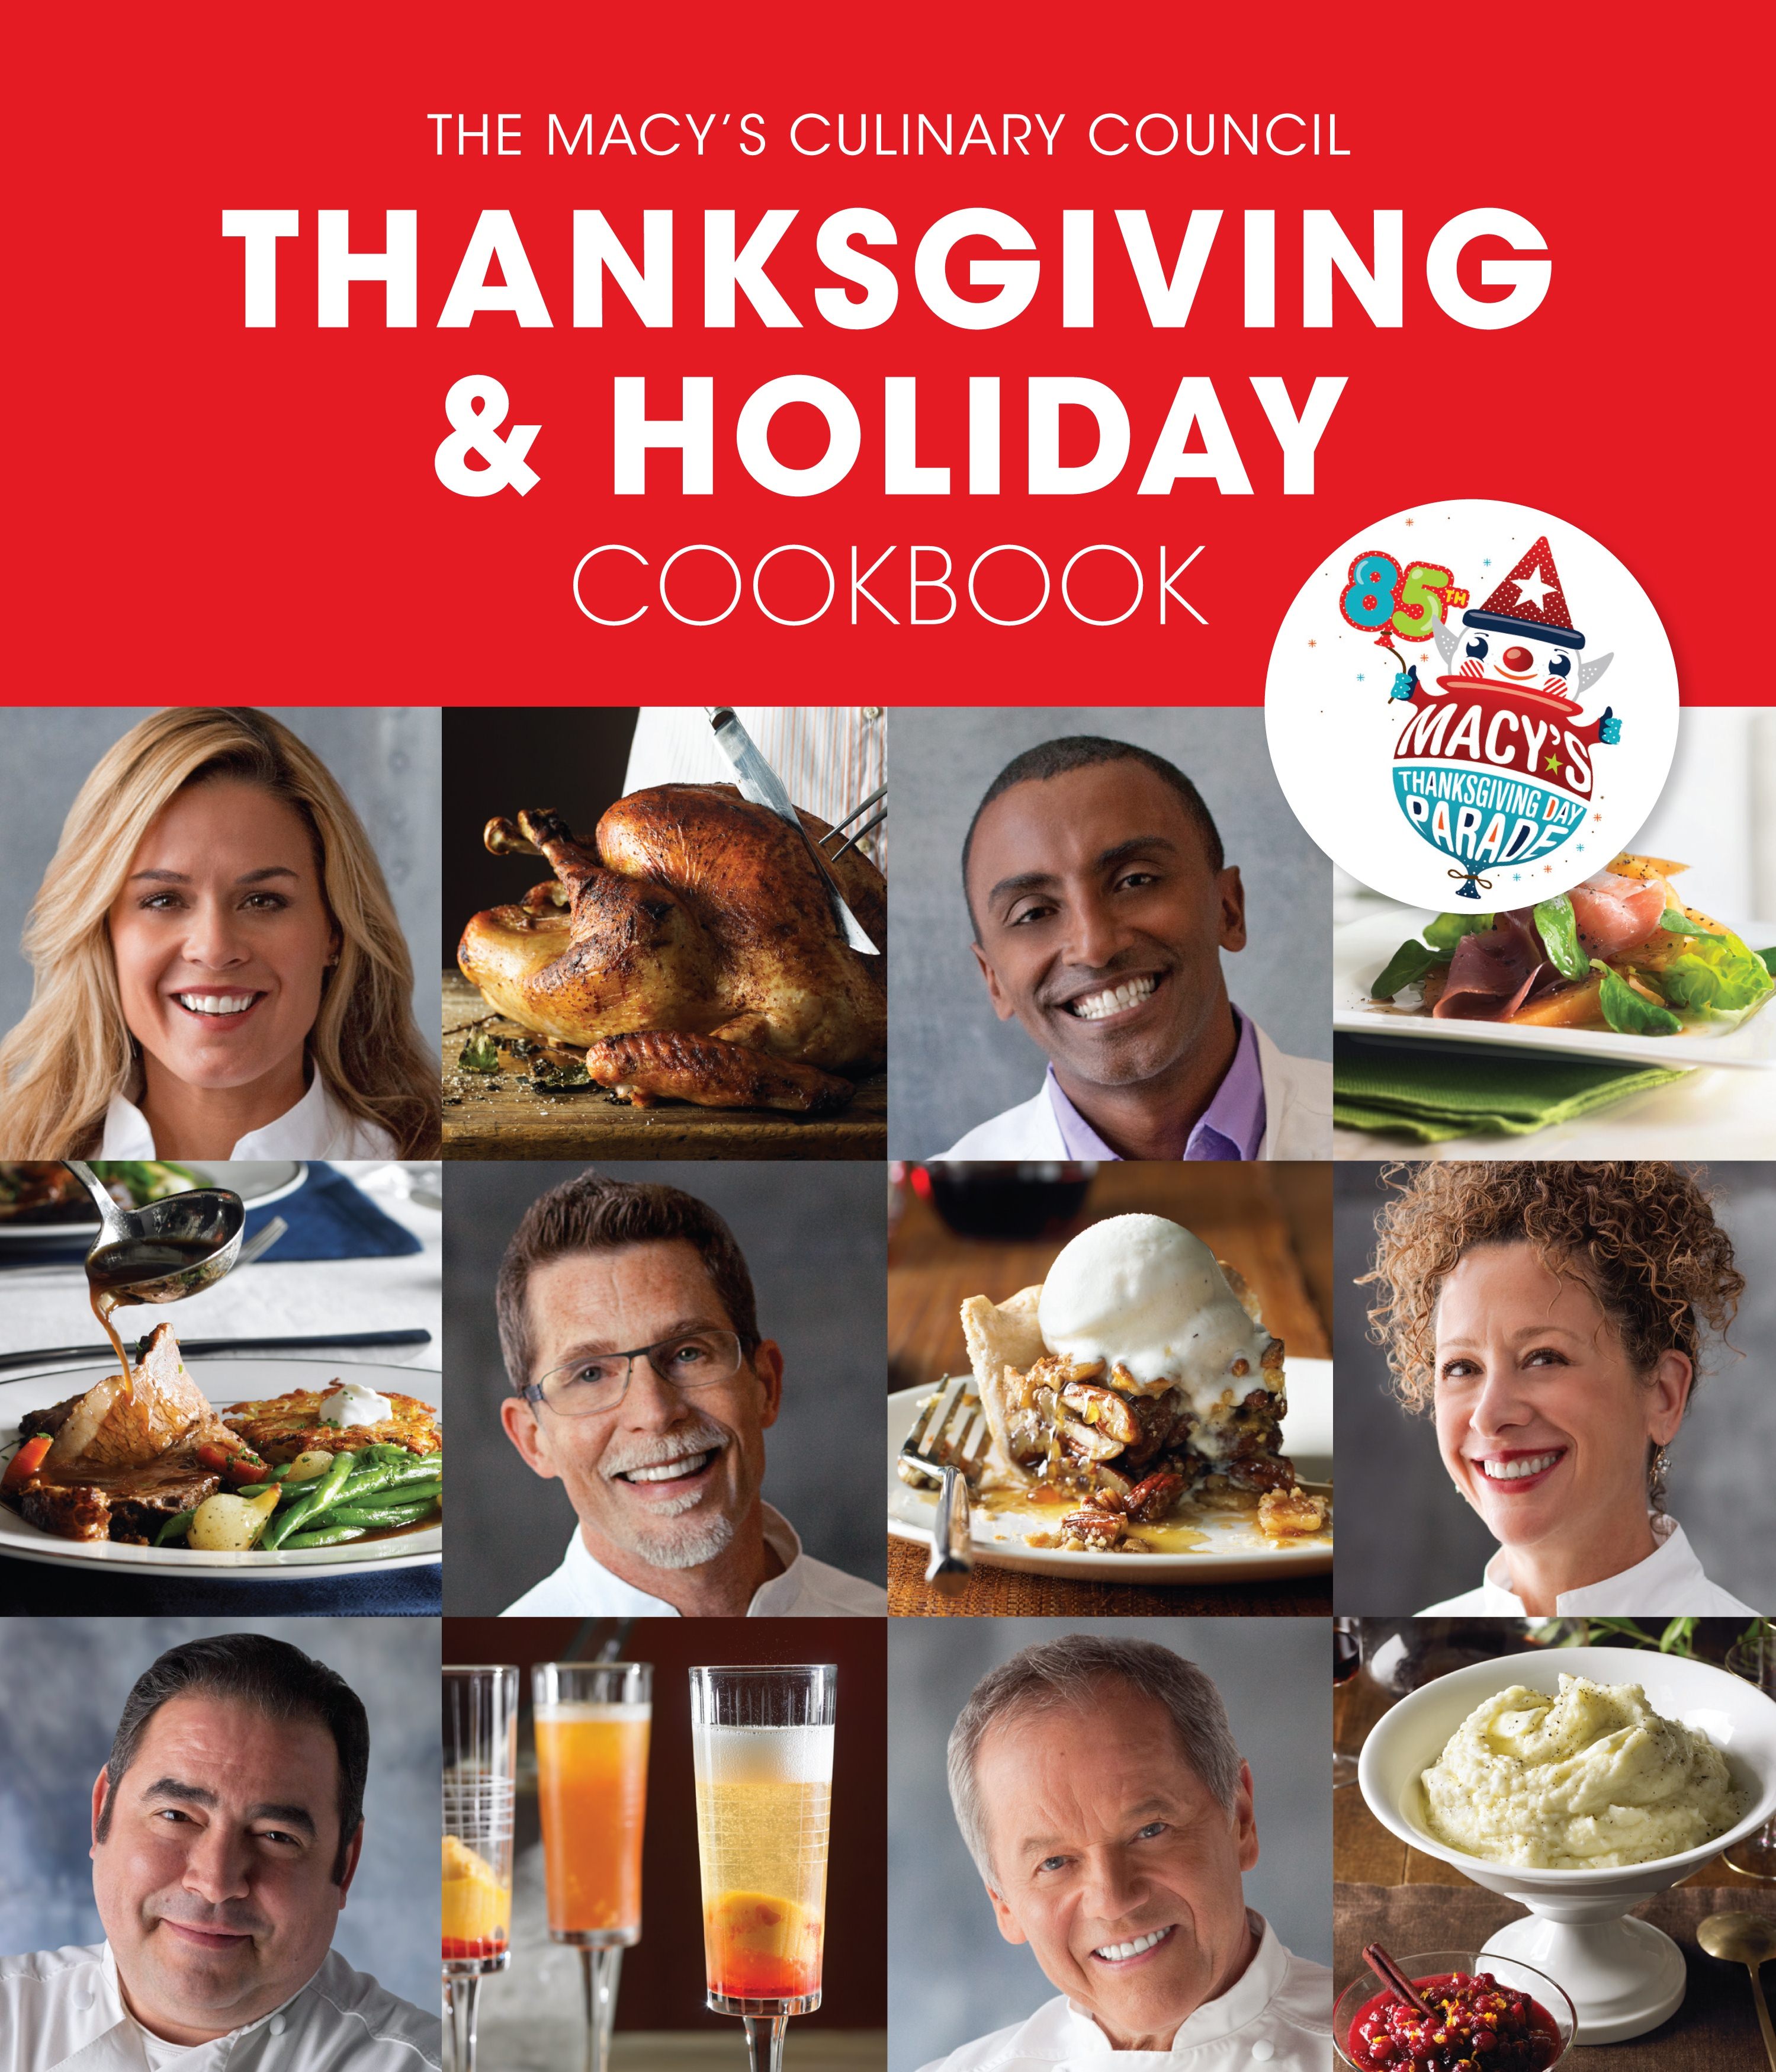 THE MACY'S CULINARY COUNCIL
THANKSGIVING
& HOLIDAY
COOKBOOK
85TH
MACY'S
THANKSGIVING DAY
PARADE